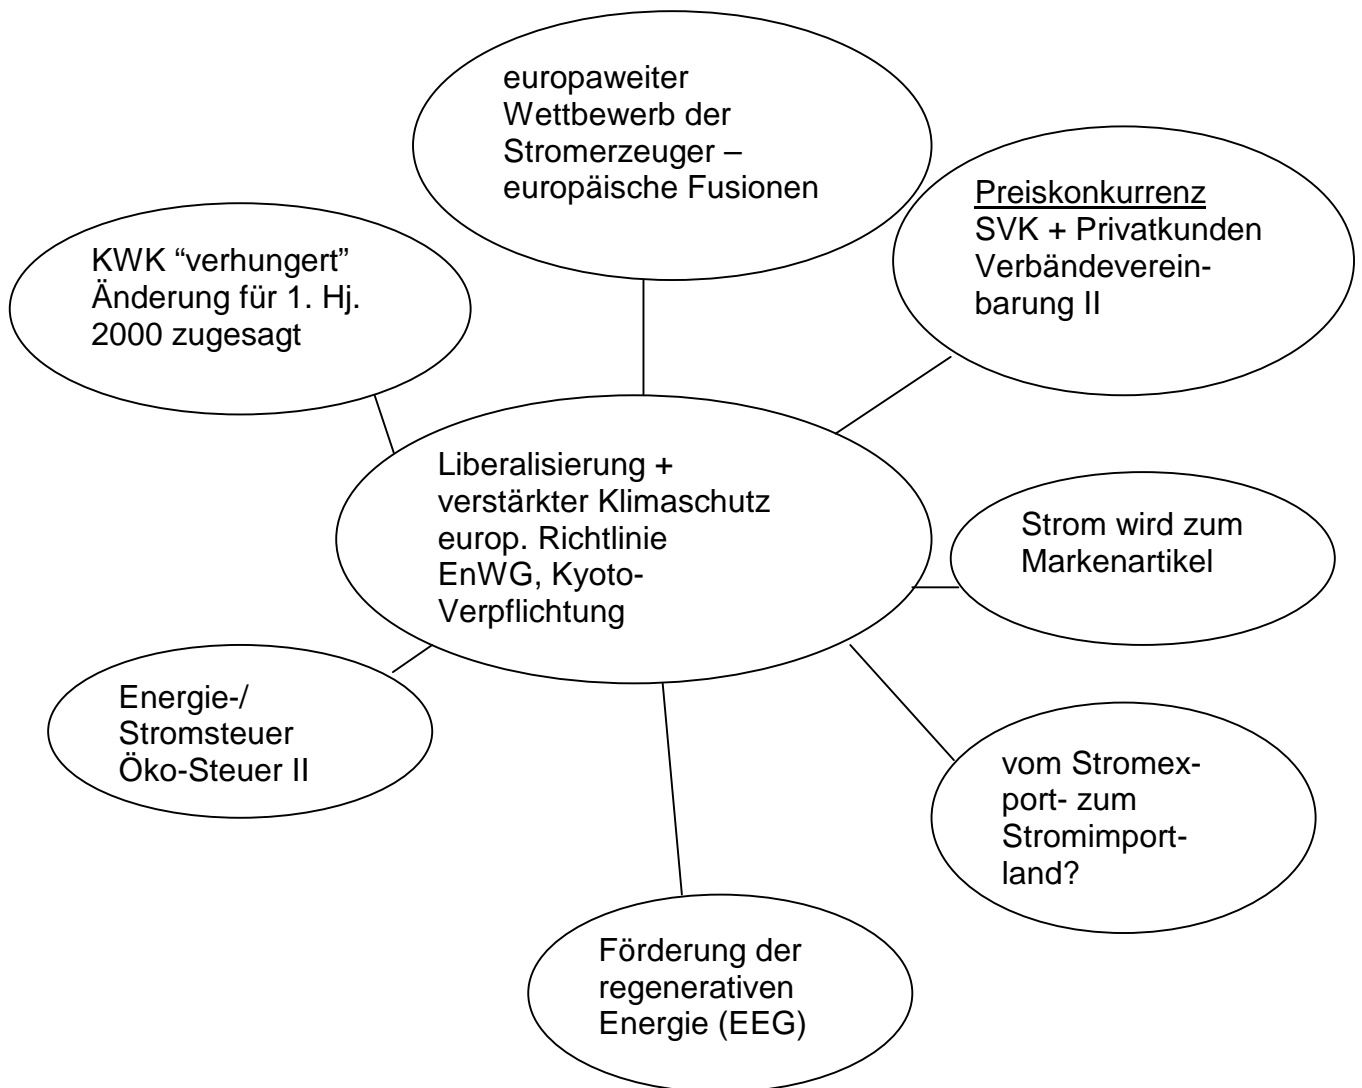 europaweiter
Wettbewerb der
Stromerzeuger –
europäische Fusionen
Preiskonkurrenz
SVK + Privatkunden
Verbändeverein-
barung II
KWK “verhungert”
Änderung für 1. Hj.
2000 zugesagt
Liberalisierung +
verstärkter Klimaschutz
europ. Richtlinie
EnWG, Kyoto-
Verpflichtung
Strom wird zum
Markenartikel
Energie-/
Stromsteuer
Öko-Steuer II
vom Stromex-
port- zum
Stromimport-
land?
Förderung der
regenerativen
Energie (EEG)